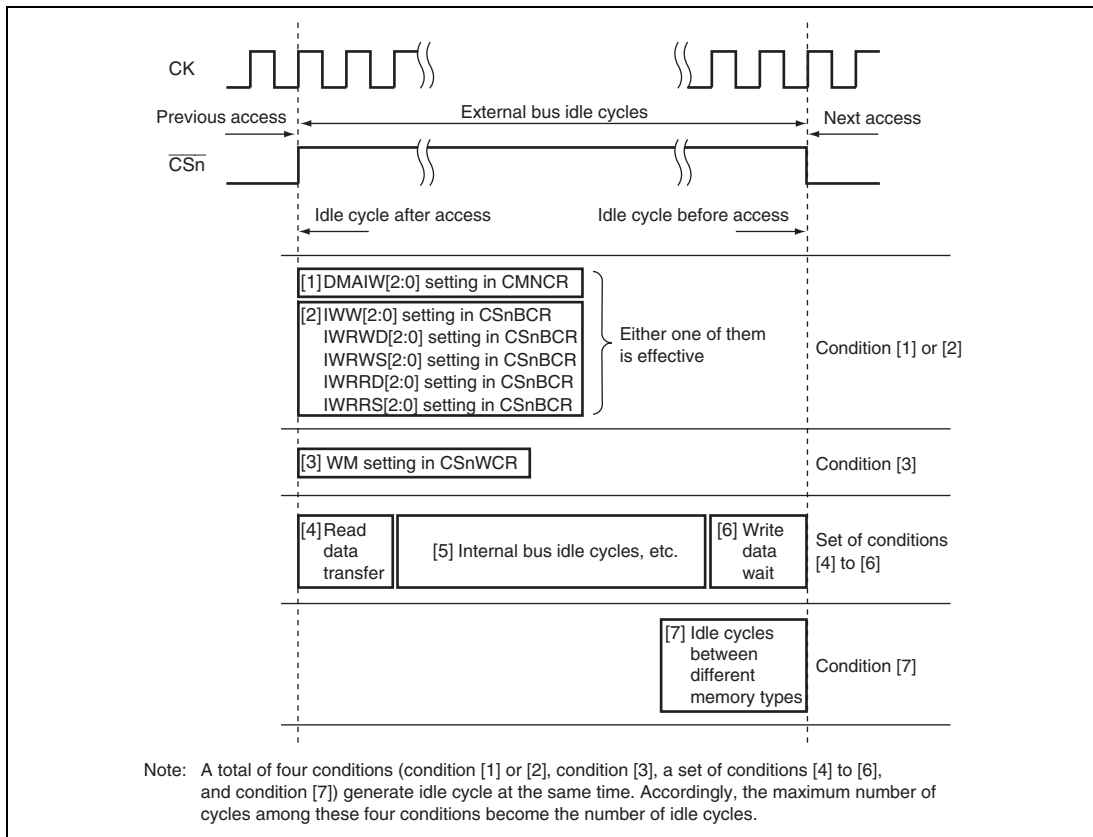 CK
Previous access
External bus idle cycles
Next access
CSn
Idle cycle after access
Idle cycle before access
[1] DMAIW[2:0] setting in CMNCR
[2] IWW[2:0] setting in CSnBCR
IWRWD[2:0] setting in CSnBCR
IWRWS[2:0] setting in CSnBCR
IWRRD[2:0] setting in CSnBCR
IWRRS[2:0] setting in CSnBCR
Either one of them
is effective
Condition [1] or [2]
[3] WM setting in CSnWCR
Condition [3]
[4] Read
data
transfer
[5] Internal bus idle cycles, etc.
[6] Write
data
wait
Set of conditions
[4] to [6]
[7] Idle cycles
between
different
memory types
Condition [7]
Note: A total of four conditions (condition [1] or [2], condition [3], a set of conditions [4] to [6],
and condition [7]) generate idle cycle at the same time. Accordingly, the maximum number of
cycles among these four conditions become the number of idle cycles.